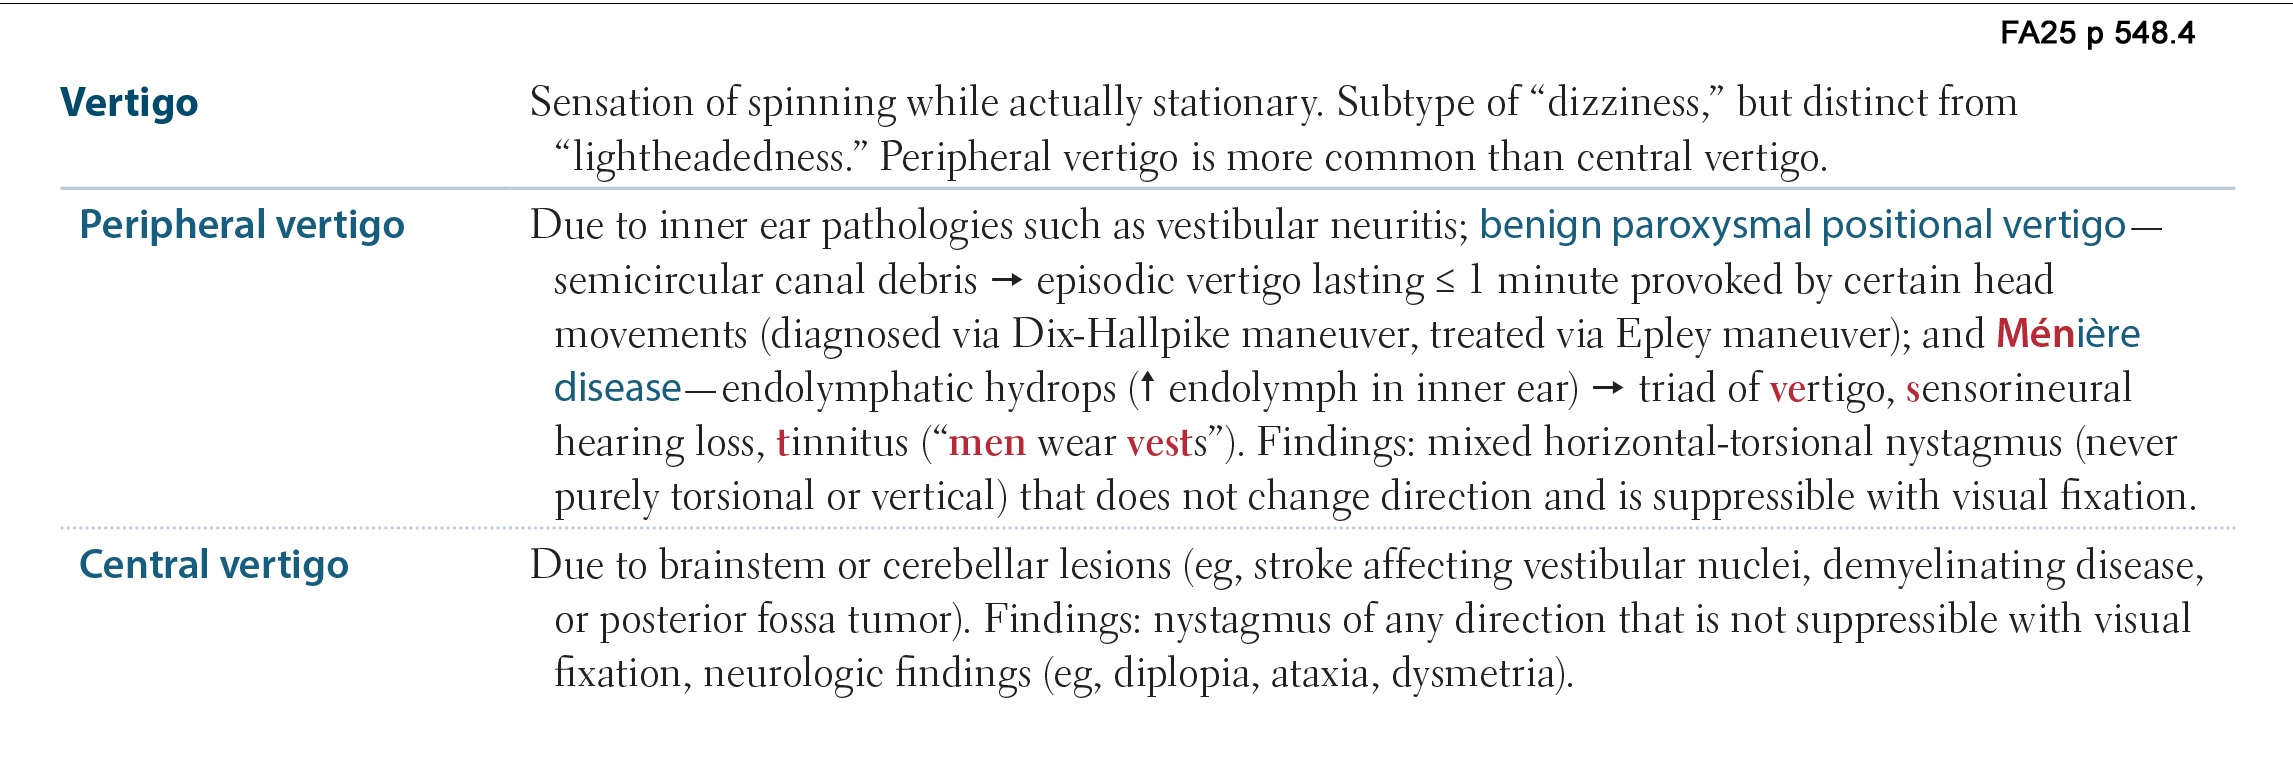 FA25 p 548.4
Vertigo Sensation of spinning while actually stationary. Subtype of “dizziness,” but distinct from
“lightheadedness.” Peripheral vertigo is more common than central vertigo.
Peripheral vertigo Due to inner ear pathologies such as vestibular neuritis; benign paroxysmal positional vertigo—
semicircular canal debris → episodic vertigo lasting ≤ 1 minute provoked by certain head
movements (diagnosed via Dix-Hallpike maneuver, treated via Epley maneuver); and Ménière
disease—endolymphatic hydrops (↑ endolymph in inner ear) → triad of vertigo, sensorineural
hearing loss, tinnitus (“men wear vests”). Findings: mixed horizontal-torsional nystagmus (never
purely torsional or vertical) that does not change direction and is suppressible with visual fixation.
Central vertigo Due to brainstem or cerebellar lesions (eg, stroke affecting vestibular nuclei, demyelinating disease,
or posterior fossa tumor). Findings: nystagmus of any direction that is not suppressible with visual
fixation, neurologic findings (eg, diplopia, ataxia, dysmetria).